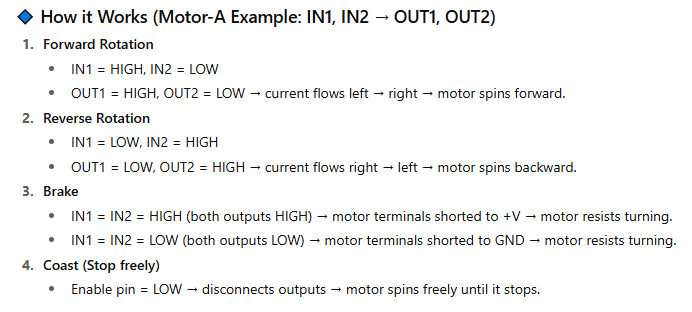 🔷 How it Works (Motor-A Example: IN1, IN2 → OUT1, OUT2)
1. Forward Rotation
• IN1 = HIGH, IN2 = LOW
• OUT1 = HIGH, OUT2 = LOW → current flows left → right → motor spins forward.
2. Reverse Rotation
• IN1 = LOW, IN2 = HIGH
• OUT1 = LOW, OUT2 = HIGH → current flows right → left → motor spins backward.
3. Brake
• IN1 = IN2 = HIGH (both outputs HIGH) → motor terminals shorted to +V → motor resists turning.
• IN1 = IN2 = LOW (both outputs LOW) → motor terminals shorted to GND → motor resists turning.
4. Coast (Stop freely)
• Enable pin = LOW → disconnects outputs → motor spins freely until it stops.